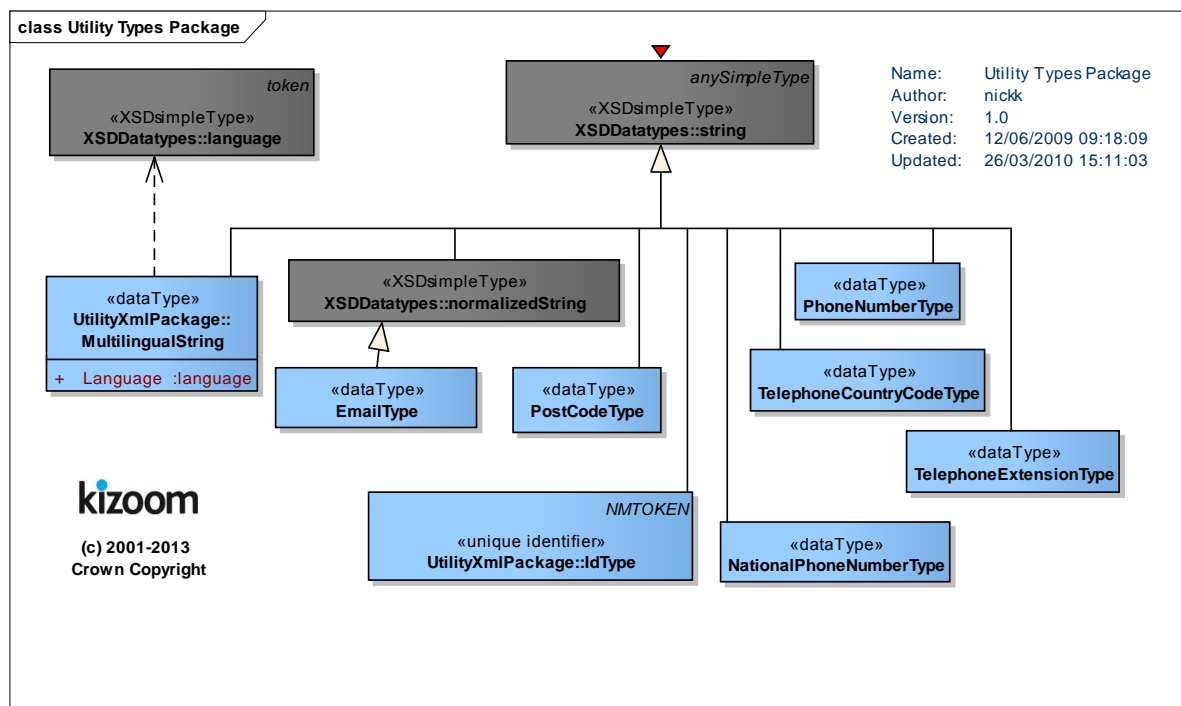 class Utility Types Package
token
«XSDsimpleType»
XSDDatatypes::language
anySimpleType
«XSDsimpleType»
XSDDatatypes::string
Name: Utility Types Package
Author: nickk
Version: 1.0
Created: 12/06/2009 09:18:09
Updated: 26/03/2010 15:11:03
«dataType»
UtilityXmlPackage::
MultilingualString
+ Language :language
«XSDsimpleType»
XSDDatatypes::normalizedString
«dataType»
PhoneNumberType
«dataType»
EmailType
«dataType»
PostCodeType
«dataType»
TelephoneCountryCodeType
«dataType»
TelephoneExtensionType
kizoom
(c) 2001-2013
Crown Copyright
NMTOKEN
«unique identifier»
UtilityXmlPackage::IdType
«dataType»
NationalPhoneNumberType